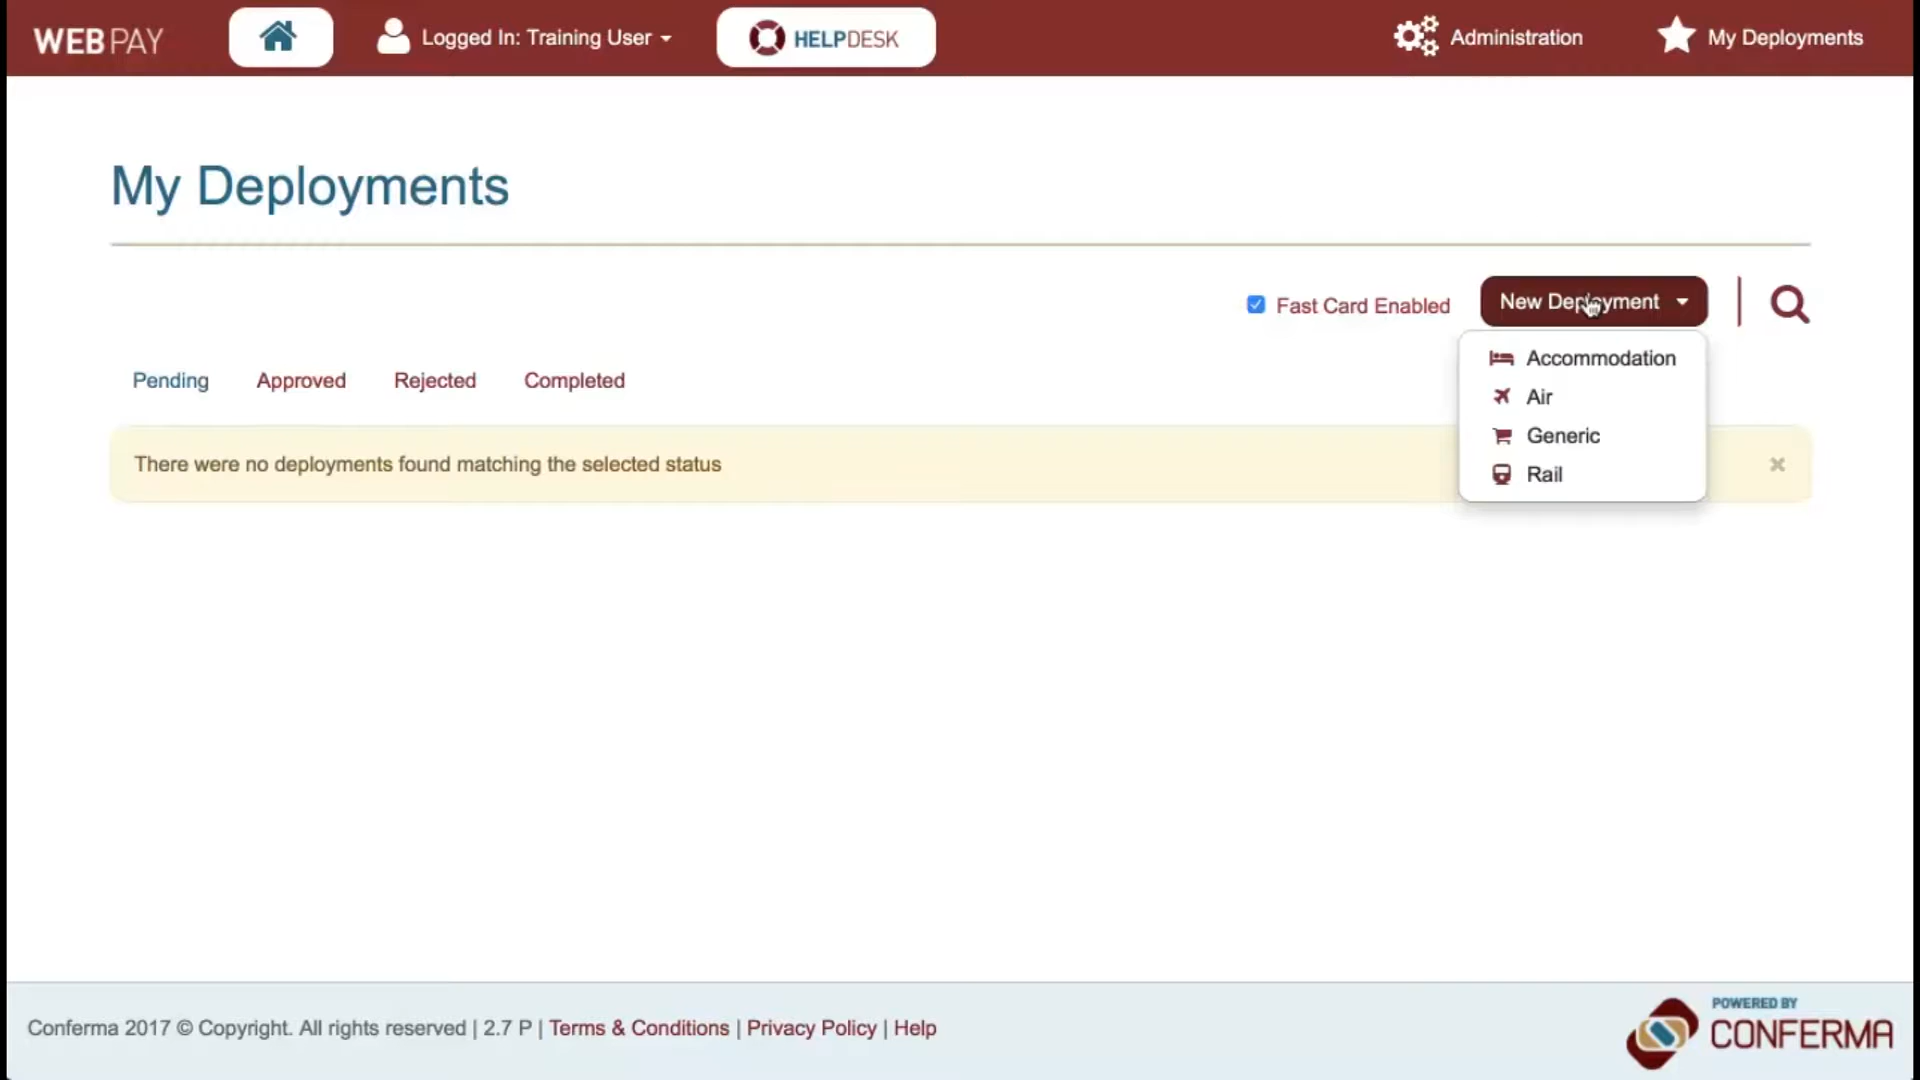 WEBPAY
Logged In: Training User
HELPDESK
Administration
My Deployments
My Deployments
Fast Card Enabled
New Deployment
Accommodation
Air
Generic
Rail
Pending
Approved
Rejected
Completed
There were no deployments found matching the selected status
Conferma 2017 © Copyright. All rights reserved | 2.7 P | Terms & Conditions | Privacy Policy | Help
POWERED BY
CONFERMA